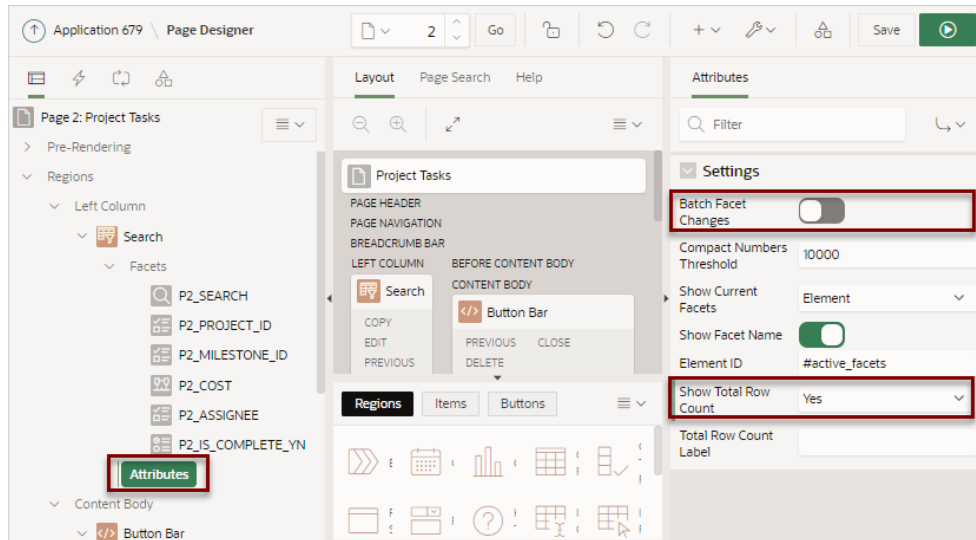 Application 679 \ Page Designer
2
Go
Save
Layout Page Search Help
Attributes
Page 2: Project Tasks
Pre-Rendering
Regions
Left Column
Search
Facets
P2_SEARCH
P2_PROJECT_ID
P2_MILESTONE_ID
P2_COST
P2_ASSIGNEE
P2_IS_COMPLETE_YN
Attributes
Content Body
</> Button Bar
Project Tasks
PAGE HEADER
PAGE NAVIGATION
BREADCRUMB BAR
LEFT COLUMN BEFORE CONTENT BODY
CONTENT BODY
Search
</> Button Bar
COPY
EDIT
PREVIOUS
PREVIOUS CLOSE
DELETE
Regions Items Buttons
Filter
Settings
Batch Facet
Changes
Compact Numbers
Threshold
10000
Show Current
Facets
Element
Show Facet Name
Element ID #active_facets
Show Total Row
Count
Yes
Total Row Count
Label